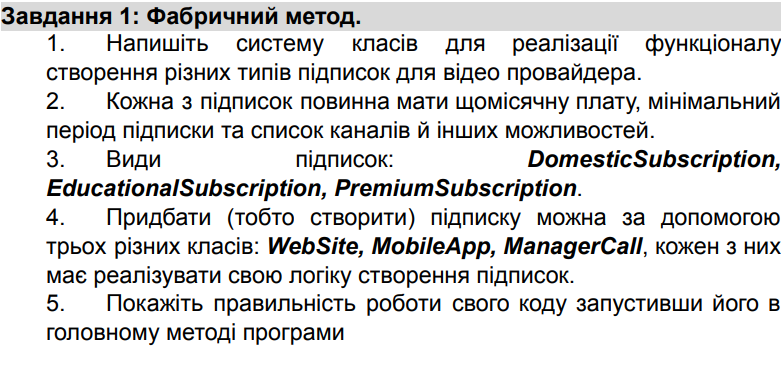 Завдання 1: Фабричний метод.
1. Напишіть систему класів для реалізації функціоналу
створення різних типів підписок для відео провайдера.
2. Кожна з підписок повинна мати щомісячну плату, мінімальний
період підписки та список каналів й інших можливостей.
3. Види підписок: DomesticSubscription,
EducationalSubscription, PremiumSubscription.
4. Придбати (тобто створити) підписку можна за допомогою
трьох різних класів: WebSite, MobileApp, ManagerCall, кожен з них
має реалізувати свою логіку створення підписок.
5. Покажіть правильність роботи свого коду запустивши його в
головному методі програми